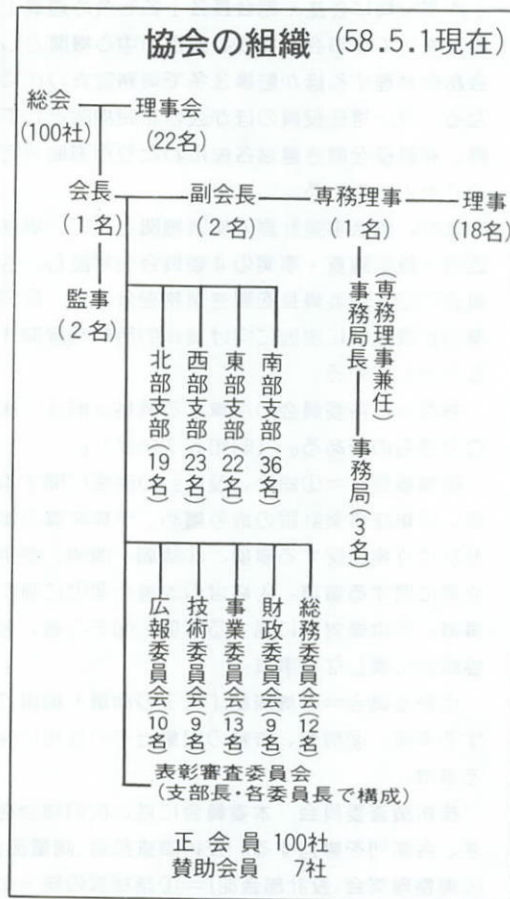 協会の組織 (58.5.1現在)
総会 理事会
(100社) (22名)
会長 副会長 専務理事 理事
(1名) (2名) (1名) (18名)
監事
(2名)
(専務理事兼任)
事務局長
事務局(3名)
南部支部(36名)
東部支部(22名)
西部支部(23名)
北部支部(19名)
総務委員会(12名)
財政委員会(9名)
事業委員会(13名)
技術委員会(9名)
広報委員会(10名)
表彰審査委員会
(支部長・各委員長で構成)
正会員 100社
賛助会員 7社